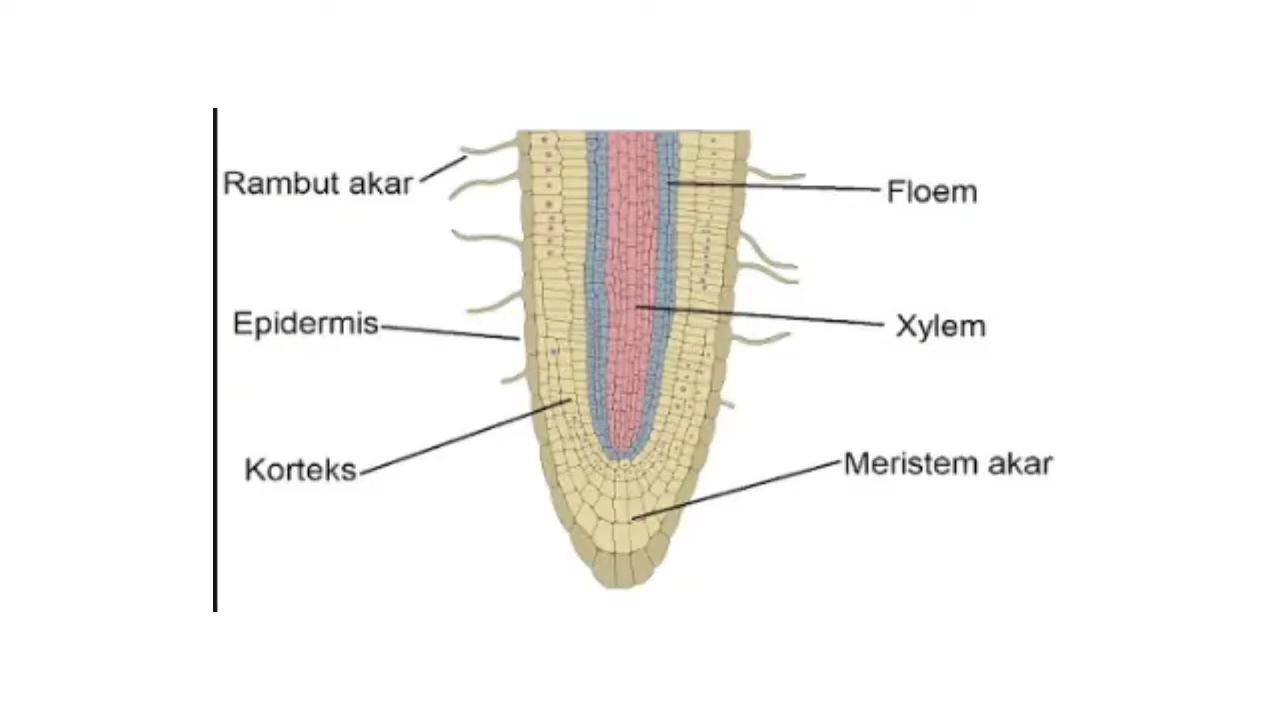 Rambut akar
Floem
Epidermis
Xylem
Korteks
Meristem akar